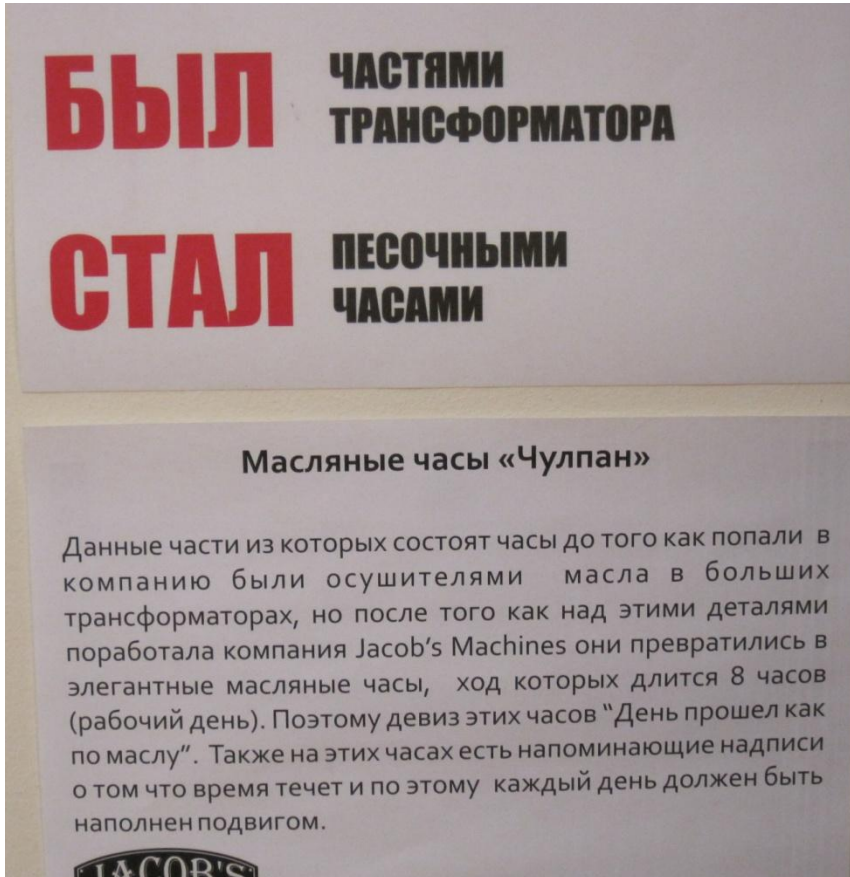 БЫЛ ЧАСТЯМИ
ТРАНСФОРМАТОРА
СТАЛ ПЕСОЧНЫМИ
ЧАСАМИ
Масляные часы «Чулпан»
Данные части из которых состоят часы до того как попали в
компанию были осушителями масла в больших
трансформаторах, но после того как над этими деталями
поработала компания Jacob’s Machines они превратились в
элегантные масляные часы, ход которых длится 8 часов
(рабочий день). Поэтому девиз этих часов “День прошел как
по маслу”. Также на этих часах есть напоминающие надписи
о том что время течет и по этому каждый день должен быть
наполнен подвигом.
JACOB'S